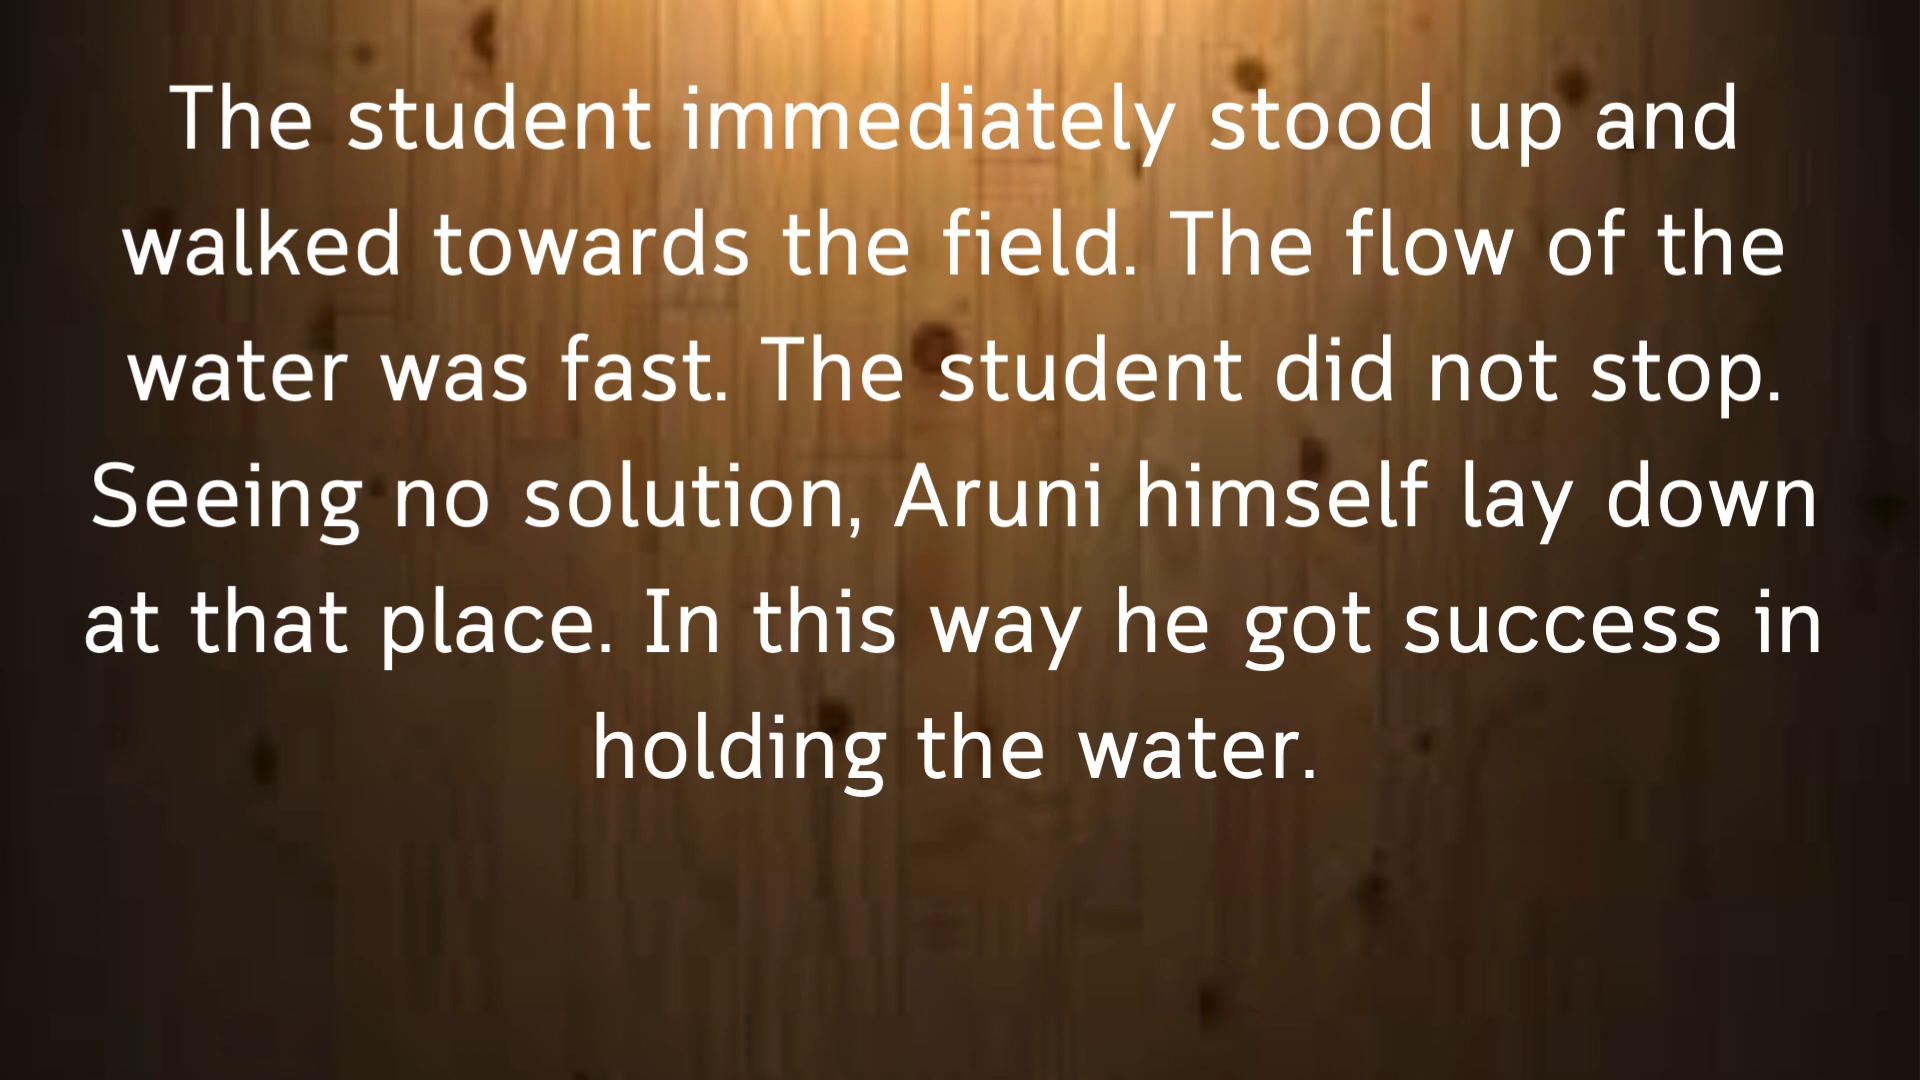 The student immediately stood up and
walked towards the field. The flow of the
water was fast. The student did not stop.
Seeing no solution, Aruni himself lay down
at that place. In this way he got success in
holding the water.